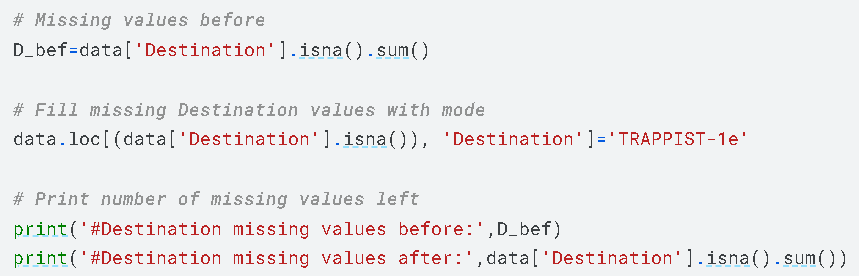 # Missing values before
D_bef=data['Destination'].isna().sum()
# Fill missing Destination values with mode
data.loc[(data['Destination'].isna()), 'Destination']='TRAPPIST-1e'
# Print number of missing values left
print('#Destination missing values before:',D_bef)
print('#Destination missing values after:',data['Destination'].isna().sum())